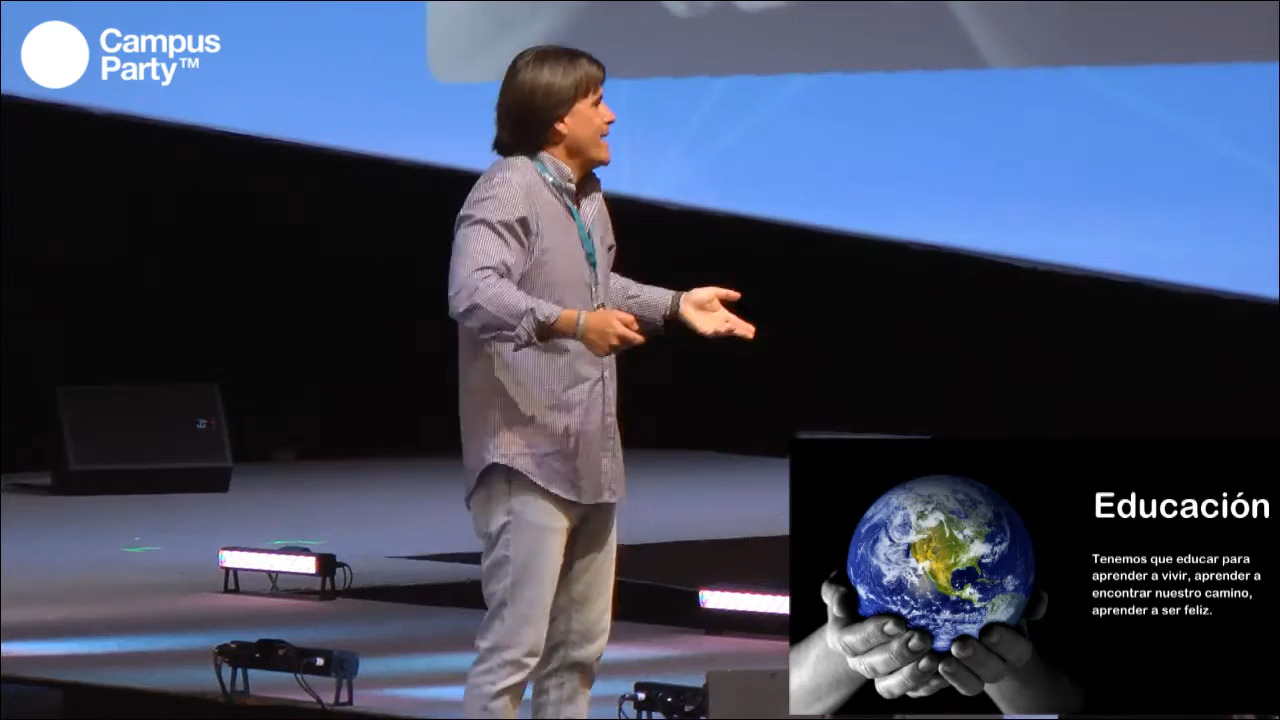 Campus
Party™
Educación
Tenemos que educar para
aprender a vivir, aprender a
encontrar nuestro camino,
aprender a ser feliz.